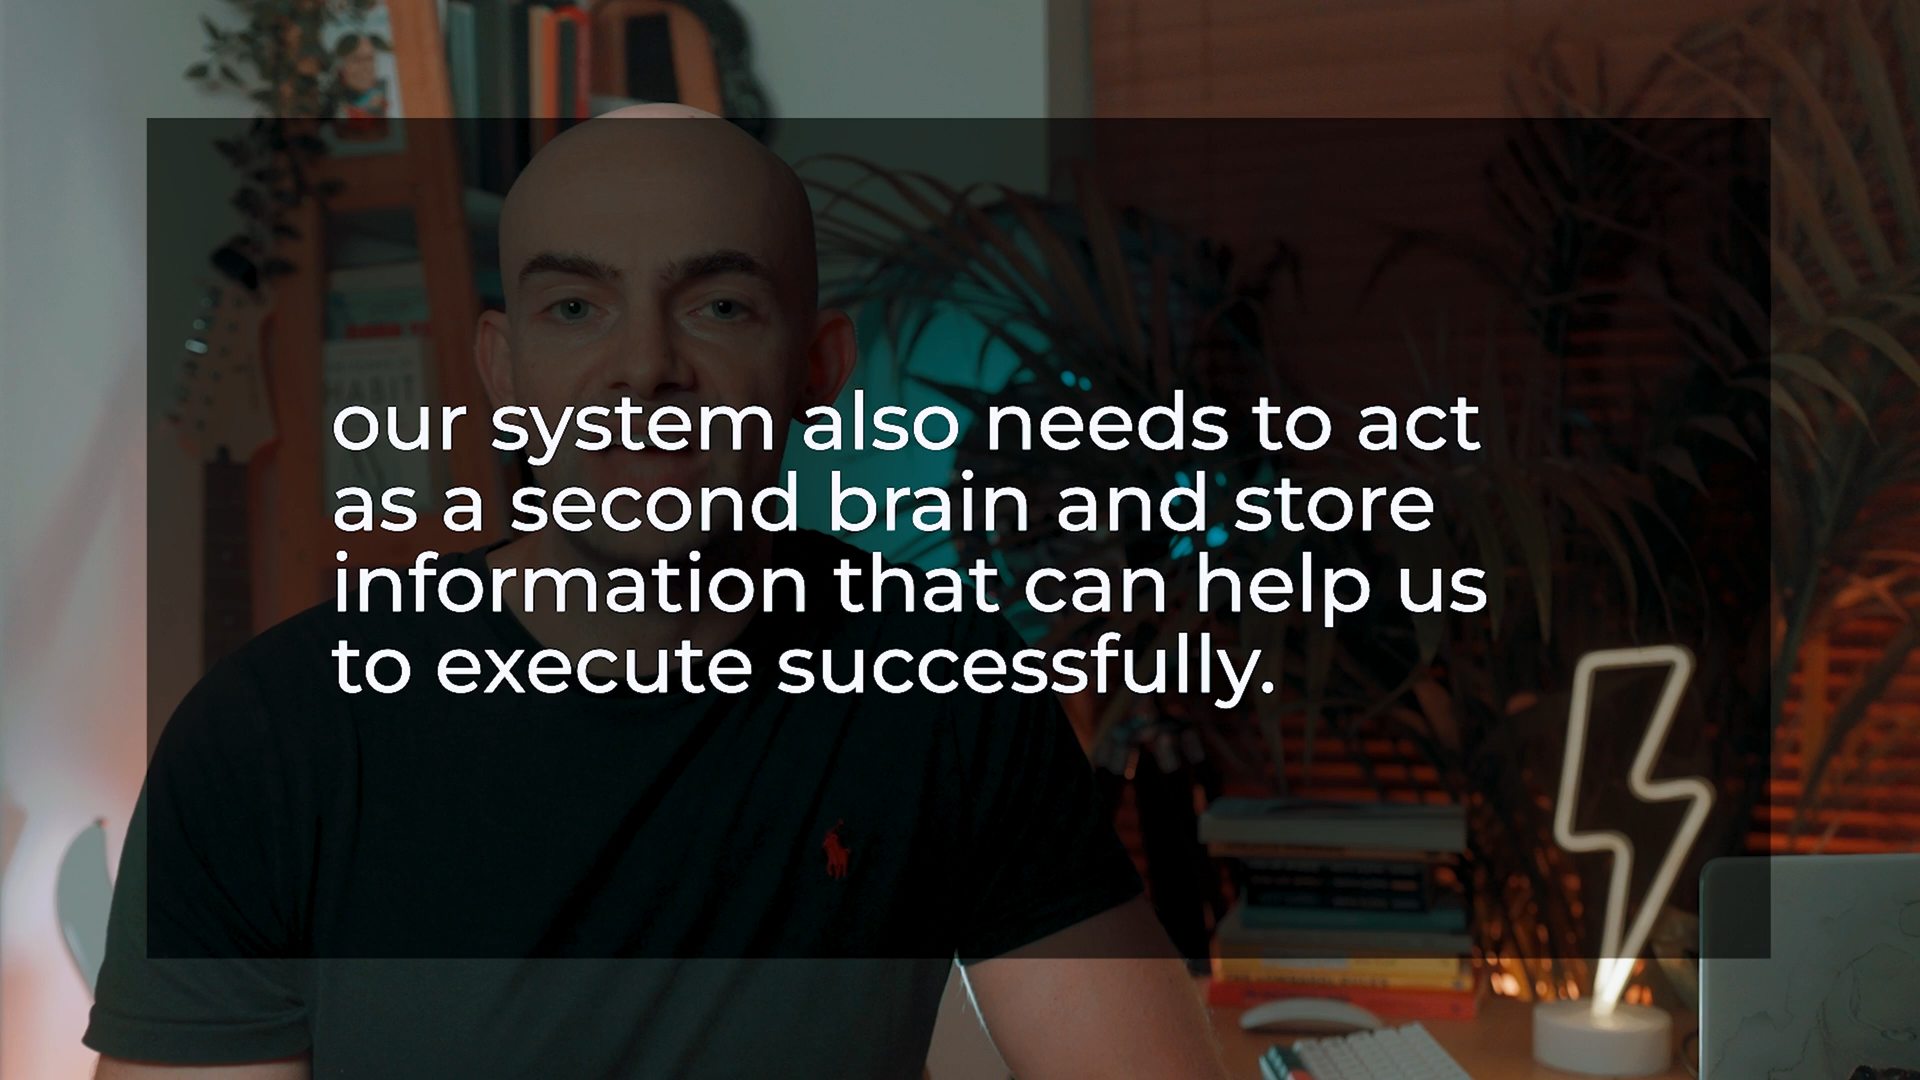 our system also needs to act
as a second brain and store
information that can help us
to execute successfully.
HABIT